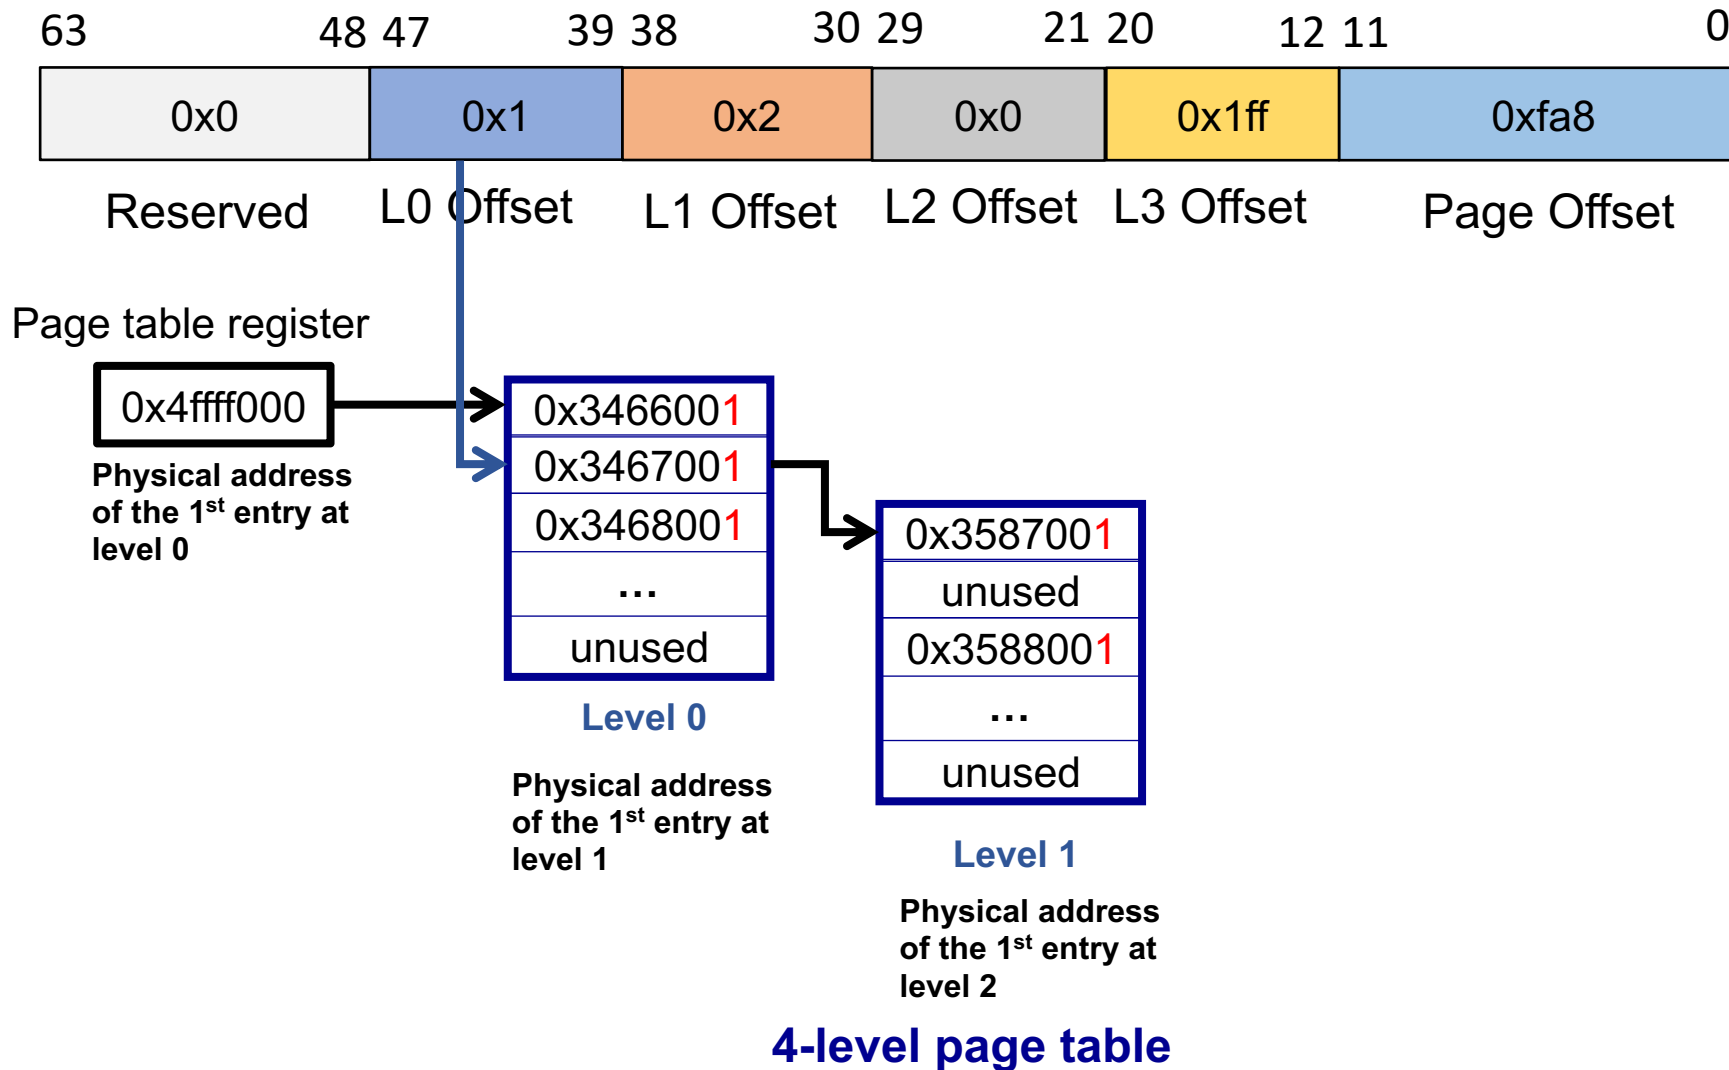 63 48 47 39 38 30 29 21 20 12 11 0
0x0 0x1 0x2 0x0 0x1ff 0xfa8
Reserved L0 Offset L1 Offset L2 Offset L3 Offset Page Offset
Page table register
0x4ffff000
Physical address
of the 1st entry at
level 0
0x3466001
0x3467001
0x3468001
...
unused
Level 0
Physical address
of the 1st entry at
level 1
0x3587001
unused
0x3588001
...
unused
Level 1
Physical address
of the 1st entry at
level 2
4-level page table